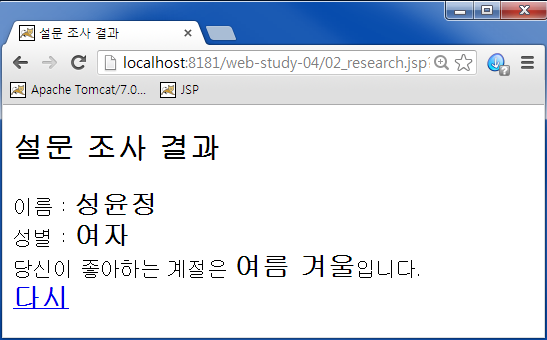 설문 조사 결과
localhost:8181/web-study-04/02_research.jsp?
Apache Tomcat/7.0... JSP
설문 조사 결과
이름 : 성윤정
성별 : 여자
당신이 좋아하는 계절은 여름 겨울입니다.
다시